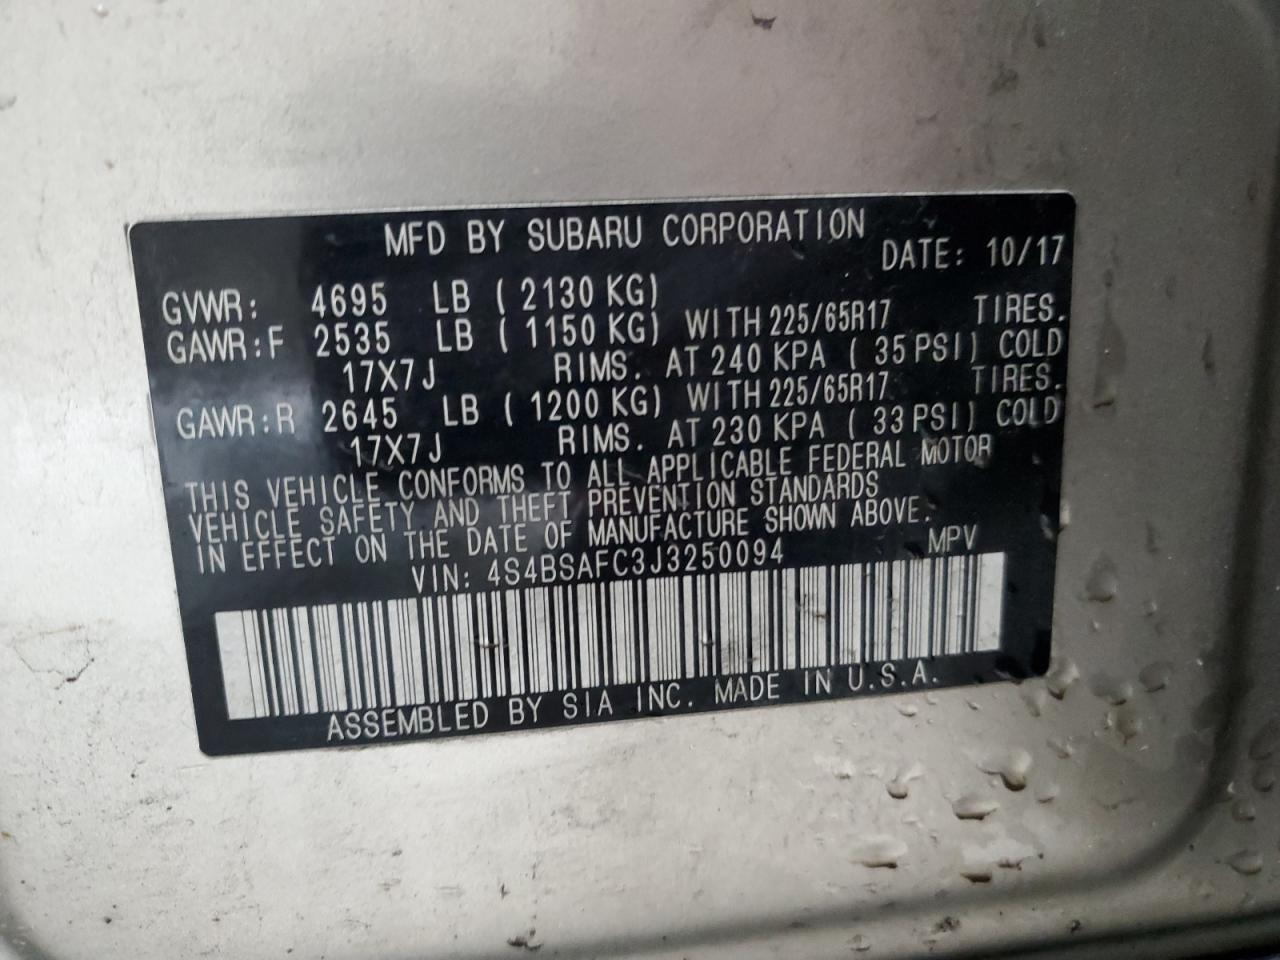 MFD BY SUBARU CORPORATION
DATE: 10/17
GVWR: 4695 LB ( 2130 KG)
GAWR:F 2535 LB ( 1150 KG) WITH 225/65R17 TIRES.
17X7J RIMS. AT 240 KPA ( 35 PSI) COLD
GAWR:R 2645 LB ( 1200 KG) WITH 225/65R17 TIRES.
17X7J RIMS. AT 230 KPA ( 33 PSI) COLD
THIS VEHICLE CONFORMS TO ALL APPLICABLE FEDERAL MOTOR
VEHICLE SAFETY AND THEFT PREVENTION STANDARDS
IN EFFECT ON THE DATE OF MANUFACTURE SHOWN ABOVE.
VIN: 4S4BSAFC3J3250094 MPV
ASSEMBLED BY SIA INC. MADE IN U.S.A.